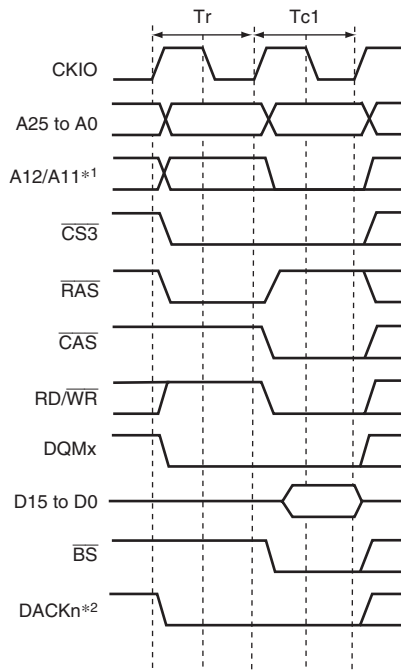 Tr Tc1
CKIO
A25 to A0
A12/A11*1
CS3
RAS
CAS
RD/WR
DQMx
D15 to D0
BS
DACKn*2